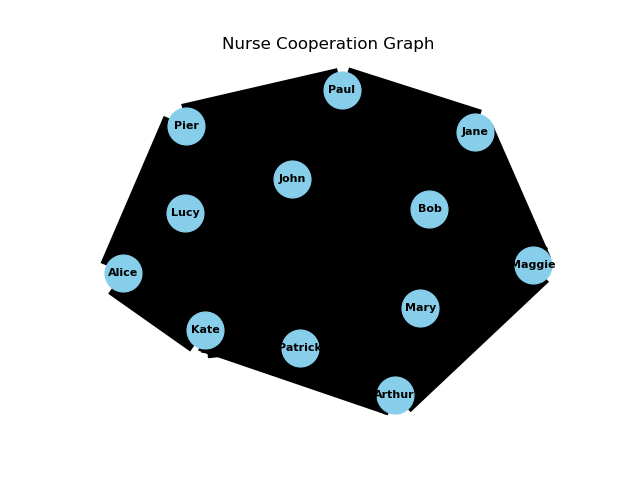 Nurse Cooperation Graph
Paul
Pier
Jane
John
Bob
Lucy
Maggie
Alice
Mary
Kate
Patrick
Arthur